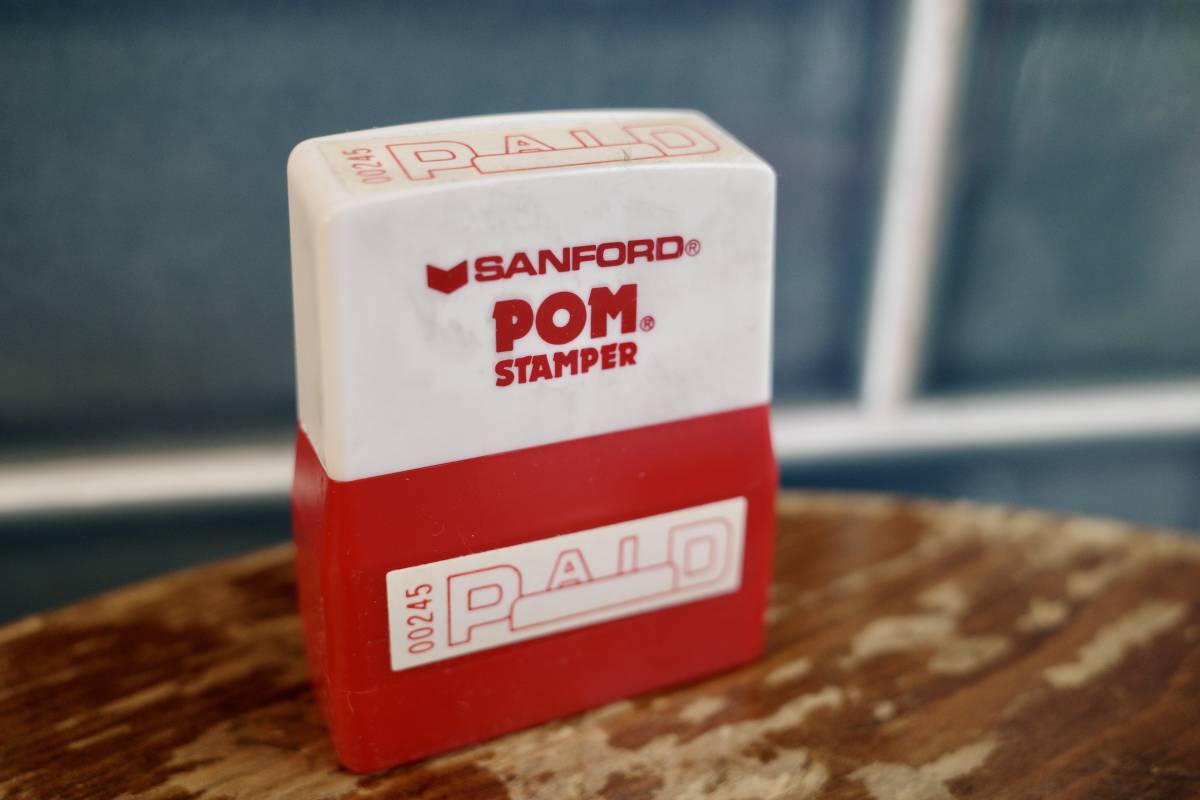 00245 PAID
SANFORD®
POM®
STAMPER
00245 PAID